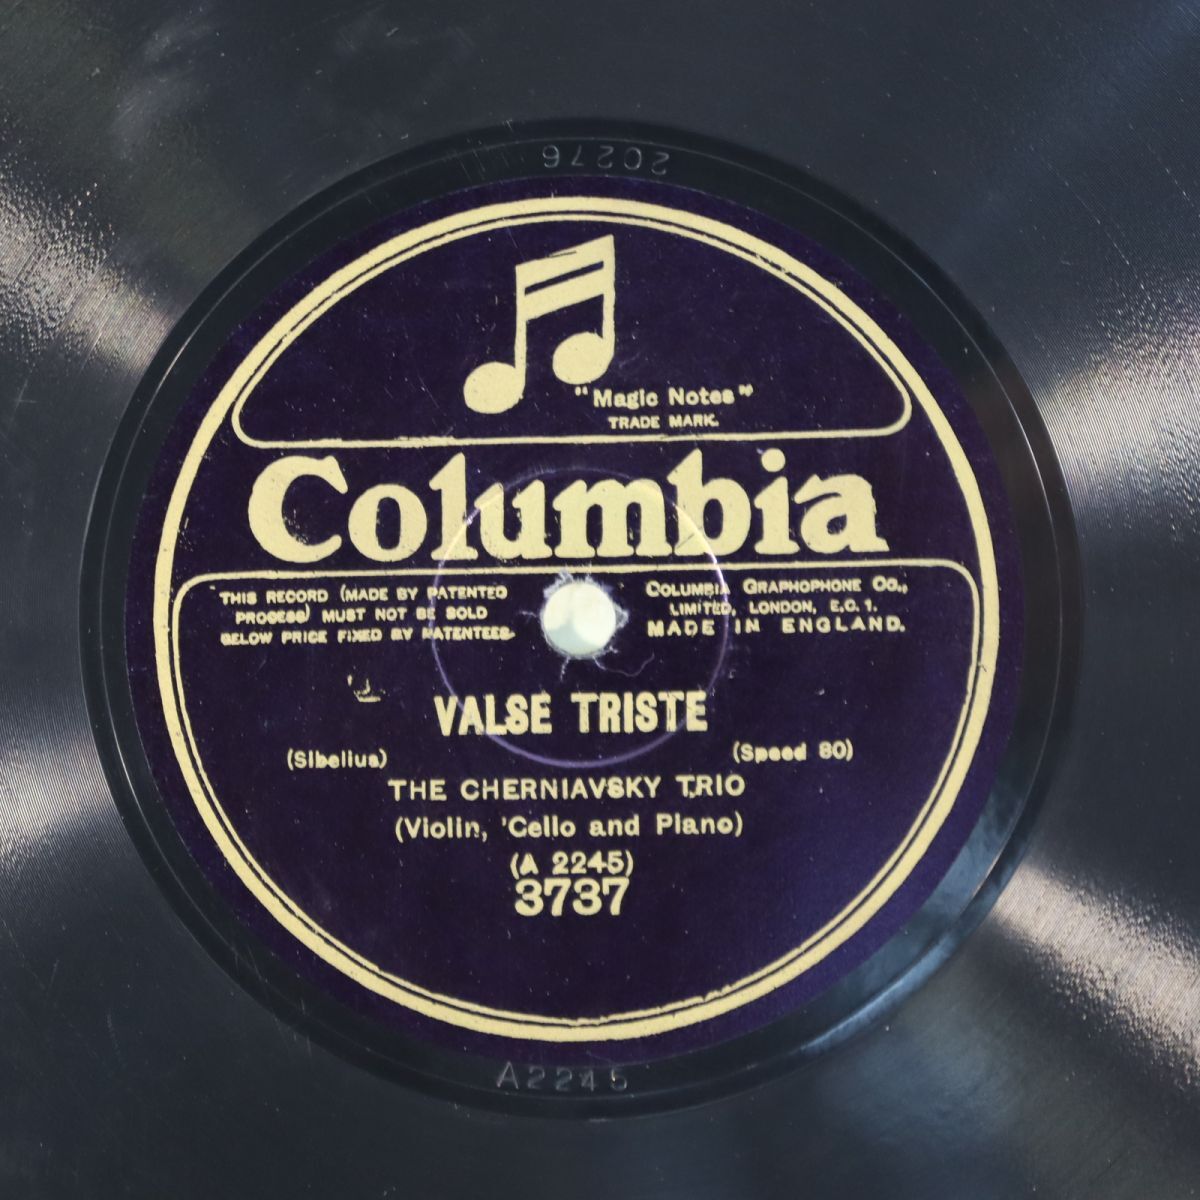 20276
"Magic Notes"
TRADE MARK.
Columbia
THIS RECORD (MADE BY PATENTED
PROCESS) MUST NOT BE SOLD
BELOW PRICE FIXED BY PATENTEES.
COLUMBIA GRAPHOPHONE CO.,
LIMITED, LONDON, E.C.1.
MADE IN ENGLAND.
VALSE TRISTE
(Sibelius)
(Speed 80)
THE CHERNIAVSKY TRIO
(Violin, 'Cello and Piano)
(A 2245)
3737
A2245